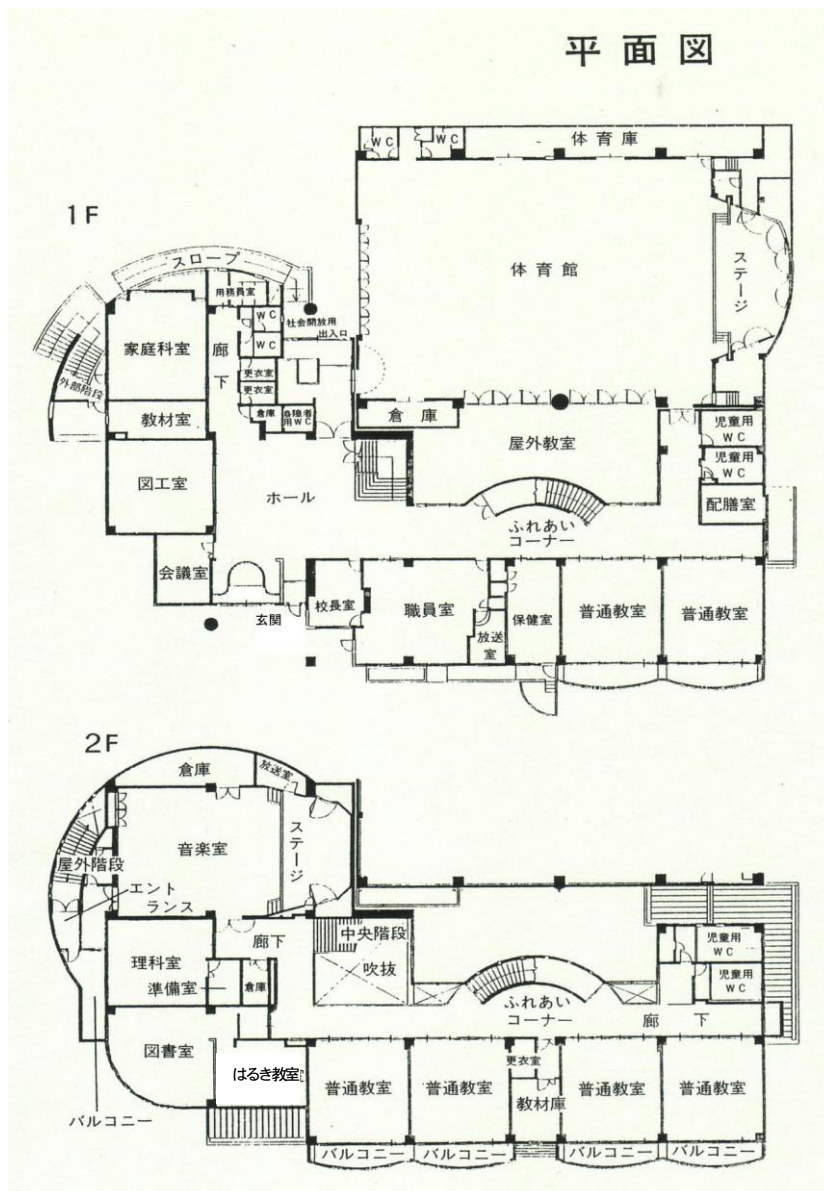 平面図
1F
WC
WC
体育庫
体育館
ステージ
スロープ
用務員室
社会開放用
出入口
WC
WC
家庭科室
廊下
更衣室
更衣室
外部階段
倉庫
用WC
倉庫
教材室
屋外教室
児童用
WC
児童用
WC
図工室
ホール
配膳室
ふれあい
コーナー
会議室
校長室
職員室
保健室
普通教室
普通教室
玄関
放送室
2F
倉庫
放送室
音楽室
ステージ
屋外階段
エント
ランス
廊下
中央階段
吹抜
理科室
準備室
倉庫
児童用
WC
児童用
WC
ふれあい
コーナー
廊下
図書室
はるき教室
普通教室
普通教室
更衣室
教材庫
普通教室
普通教室
バルコニー
バルコニー
バルコニー
バルコニー
バルコニー